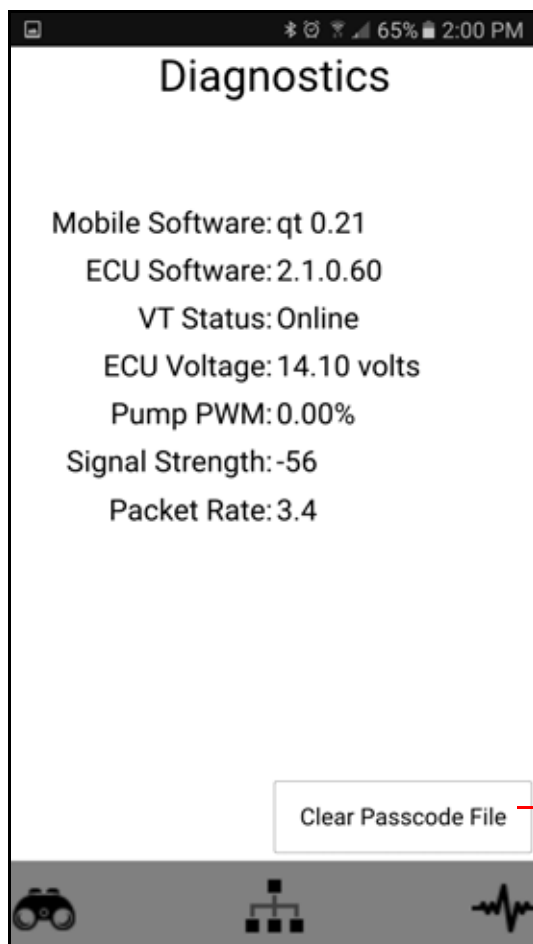 65% 2:00 PM
Diagnostics
Mobile Software: qt 0.21
ECU Software: 2.1.0.60
VT Status: Online
ECU Voltage: 14.10 volts
Pump PWM: 0.00%
Signal Strength: -56
Packet Rate: 3.4
Clear Passcode File